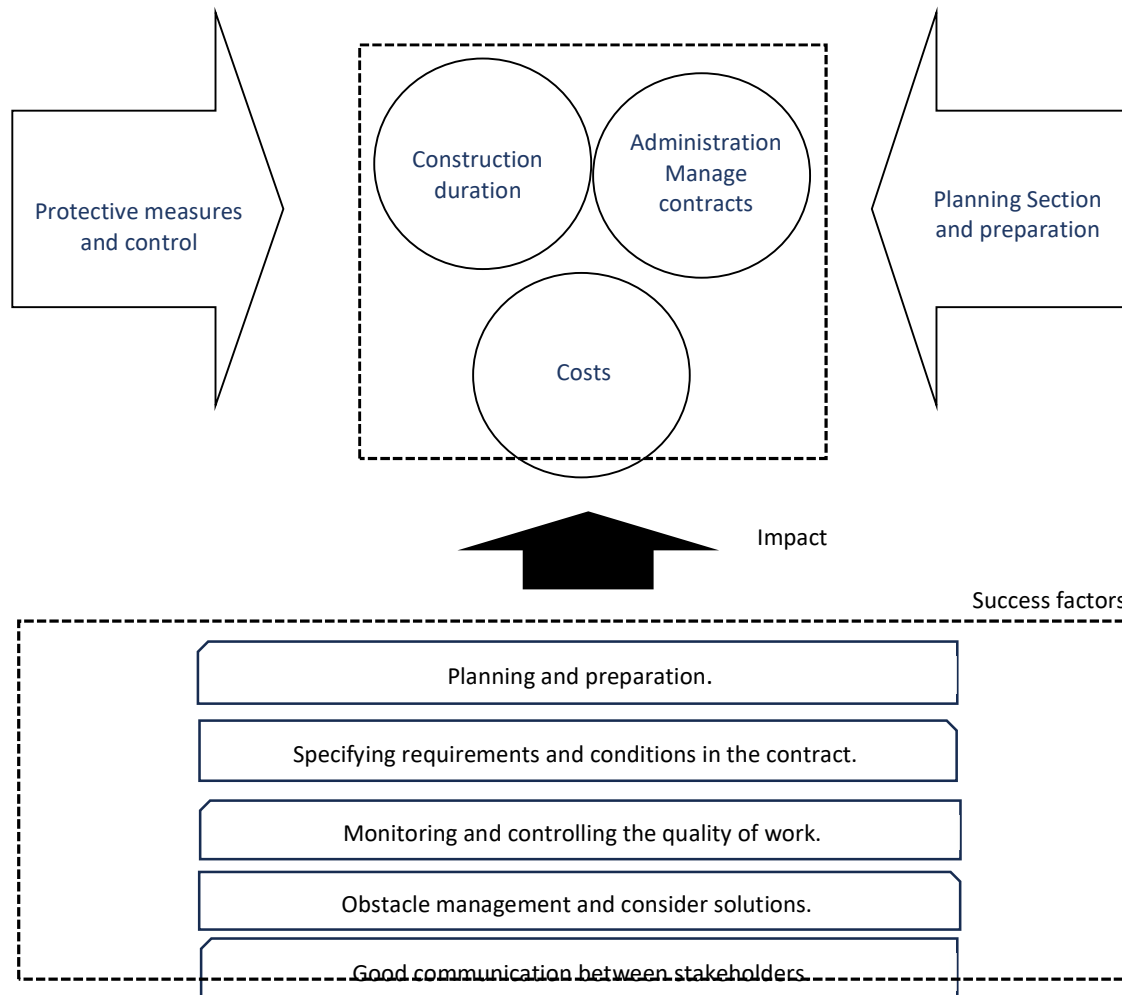 Protective measures
and control
Construction
duration
Administration
Manage
contracts
Planning Section
and preparation
Costs
Impact
Success factors
Planning and preparation.
Specifying requirements and conditions in the contract.
Monitoring and controlling the quality of work.
Obstacle management and consider solutions.
Good communication between stakeholders